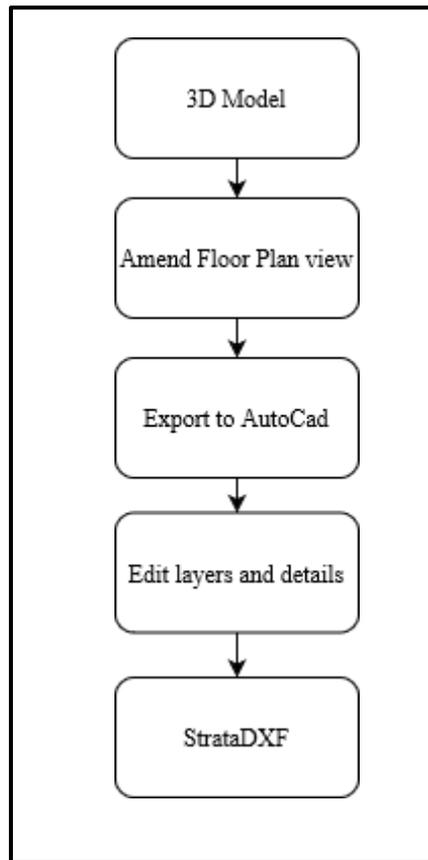 3D Model
Amend Floor Plan view
Export to AutoCad
Edit layers and details
StrataDXF